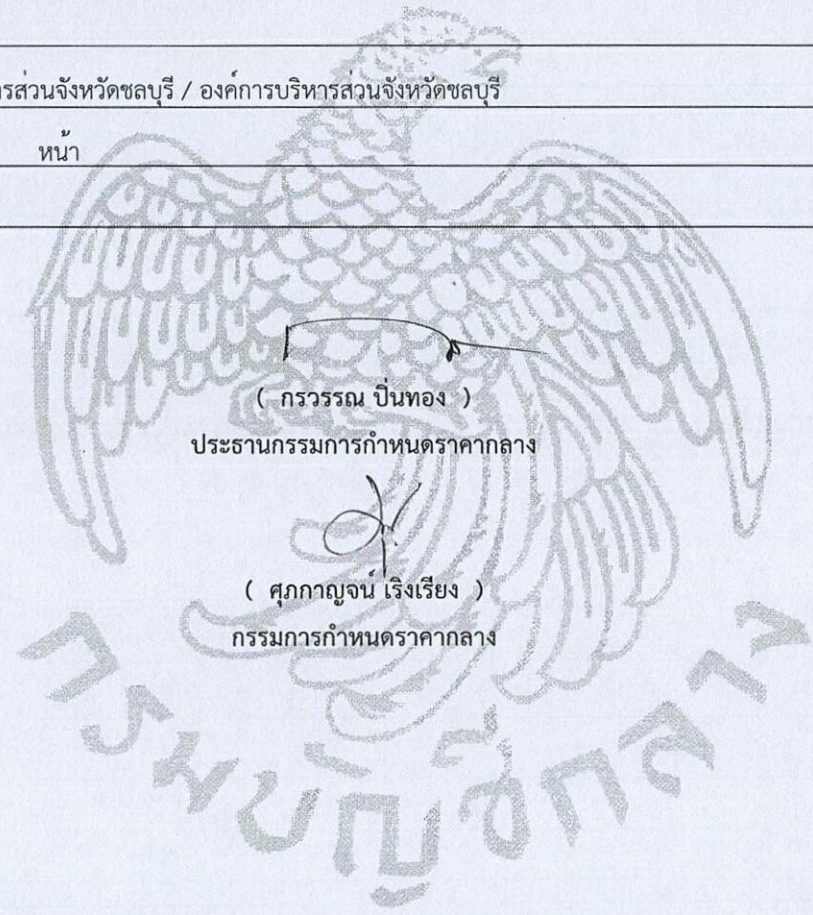 ารส่วนจังหวัดชลบุรี / องค์การบริหารส่วนจังหวัดชลบุรี
หน้า
( กรวรรณ ปิ่นทอง )
ประธานกรรมการกำหนดราคากลาง
( ศุภกาญจน์ เริงเรียง )
กรรมการกำหนดราคากลาง
กรมบัญชีกลาง